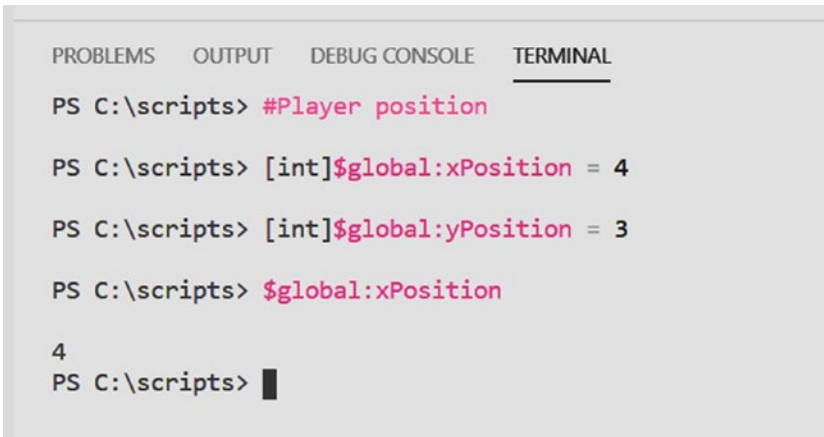 PROBLEMS OUTPUT DEBUG CONSOLE TERMINAL
PS C:\scripts> #Player position
PS C:\scripts> [int]$global:xPosition = 4
PS C:\scripts> [int]$global:yPosition = 3
PS C:\scripts> $global:xPosition
4
PS C:\scripts>